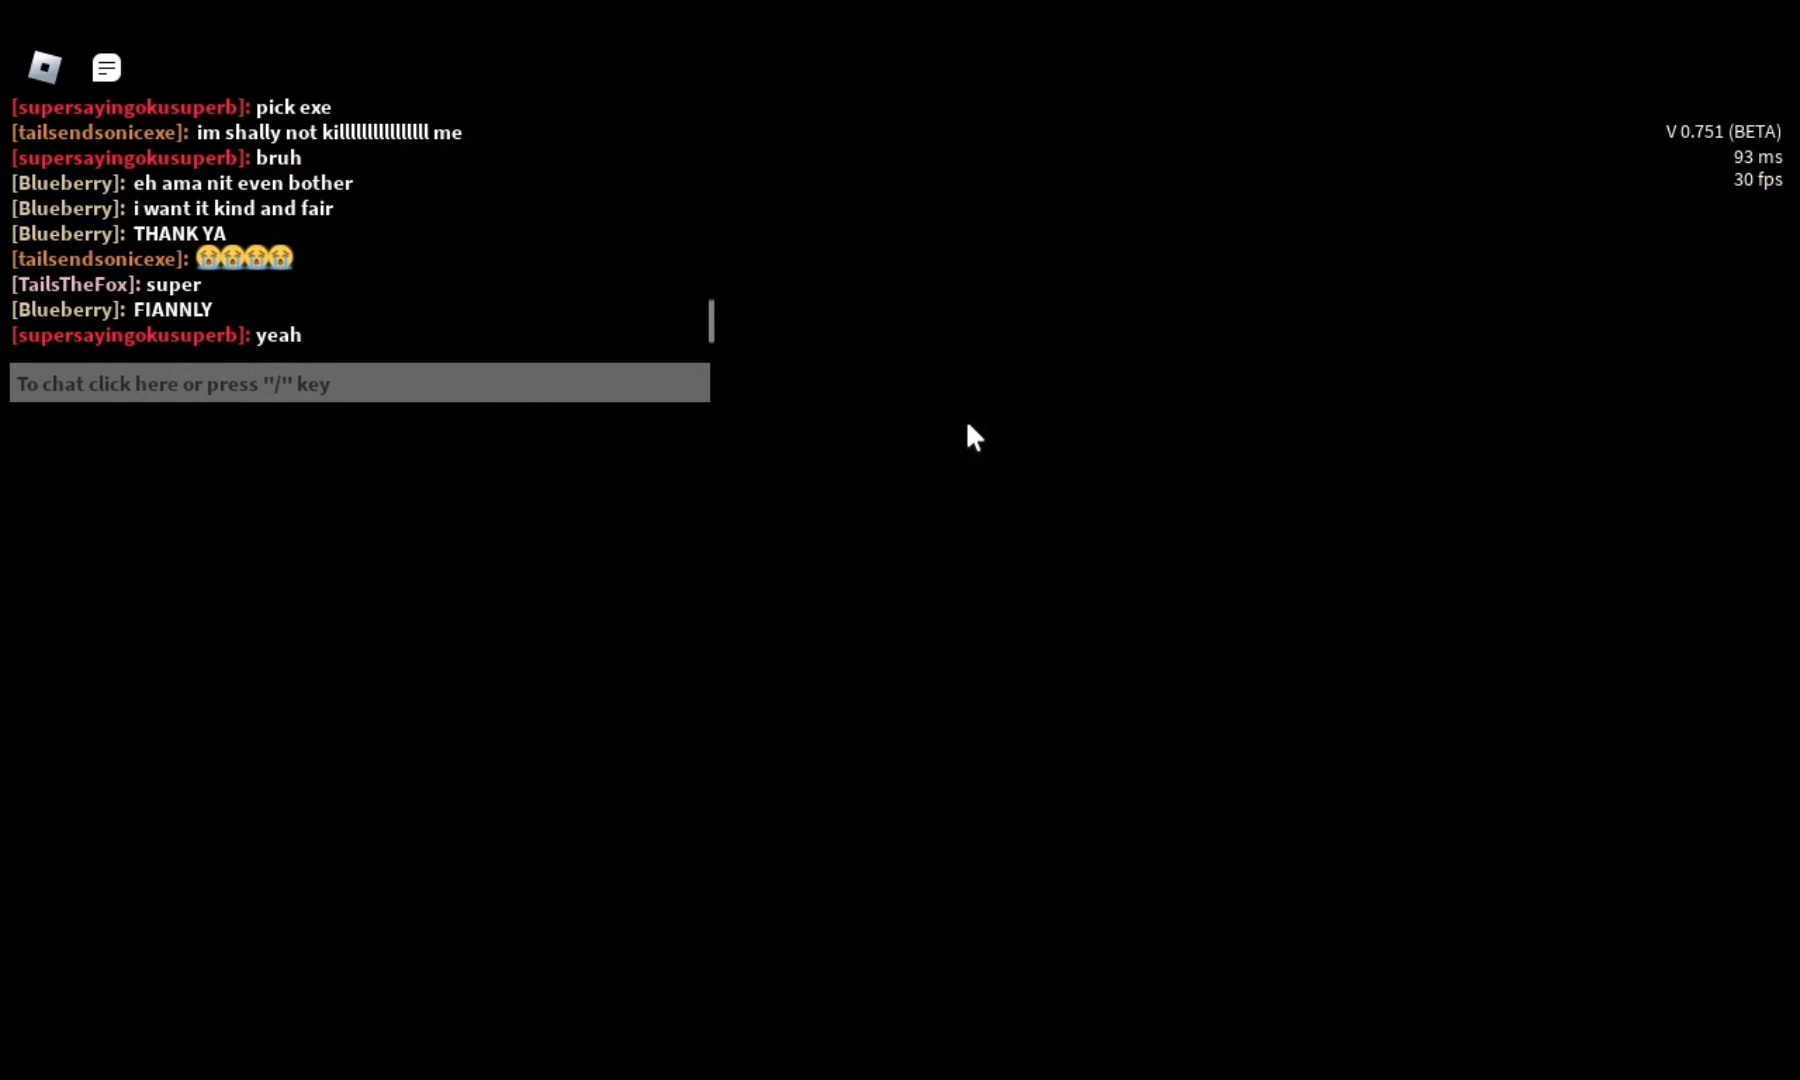 [supersayingokusuperb]: pick exe
[tailsendsonicexe]: im shally not killlllllllllllllll me
[supersayingokusuperb]: bruh
[Blueberry]: eh ama nit even bother
[Blueberry]: i want it kind and fair
[Blueberry]: THANK YA
[tailsendsonicexe]: 😭😭😭😭
[TailsTheFox]: super
[Blueberry]: FIANNLY
[supersayingokusuperb]: yeah
To chat click here or press "/" key
V 0.751 (BETA)
93 ms
30 fps